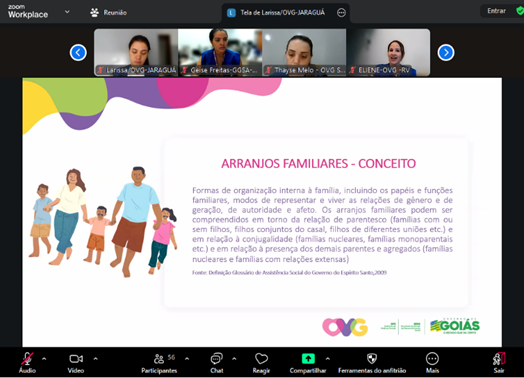 zoom
Workplace
Reunião
L Tela de Larissa/OVG-JARAGUÁ
Entrar
Larissa/OVG-JARAGUÁ
Geise Freitas-GGSA-...
Thayse Melo - OVG S...
ELIENE-OVG -RV
ARRANJOS FAMILIARES - CONCEITO
Formas de organização interna à família, incluindo os papéis e funções
familiares, modos de representar e viver as relações de gênero e de
geração, de autoridade e afeto. Os arranjos familiares podem ser
compreendidos em torno da relação de parentesco (famílias com ou
sem filhos, filhos conjuntos do casal, filhos de diferentes uniões etc.) e
em relação à conjugalidade (famílias nucleares, famílias monoparentais
etc.) e em relação à presença dos demais parentes e agregados (famílias
nucleares e famílias com relações extensas)
Fonte: Definição Glossário de Assistência Social do Governo do Espírito Santo,2009
OVG
GOIÁS
Áudio
Vídeo
56
Participantes
Chat
Reagir
Compartilhar
Ferramentas do anfitrião
Mais
Sair